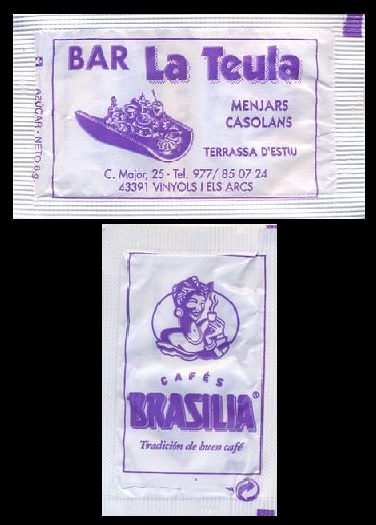 BAR La Teula
MENJARS
CASOLANS
TERRASSA D'ESTIU
C. Major, 25 - Tel. 977/ 85 07 24
43391 VINYOLS I ELS ARCS
AZÚCAR · NETO 8 g
CAFÉS
BRASILIA®
Tradición de buen café